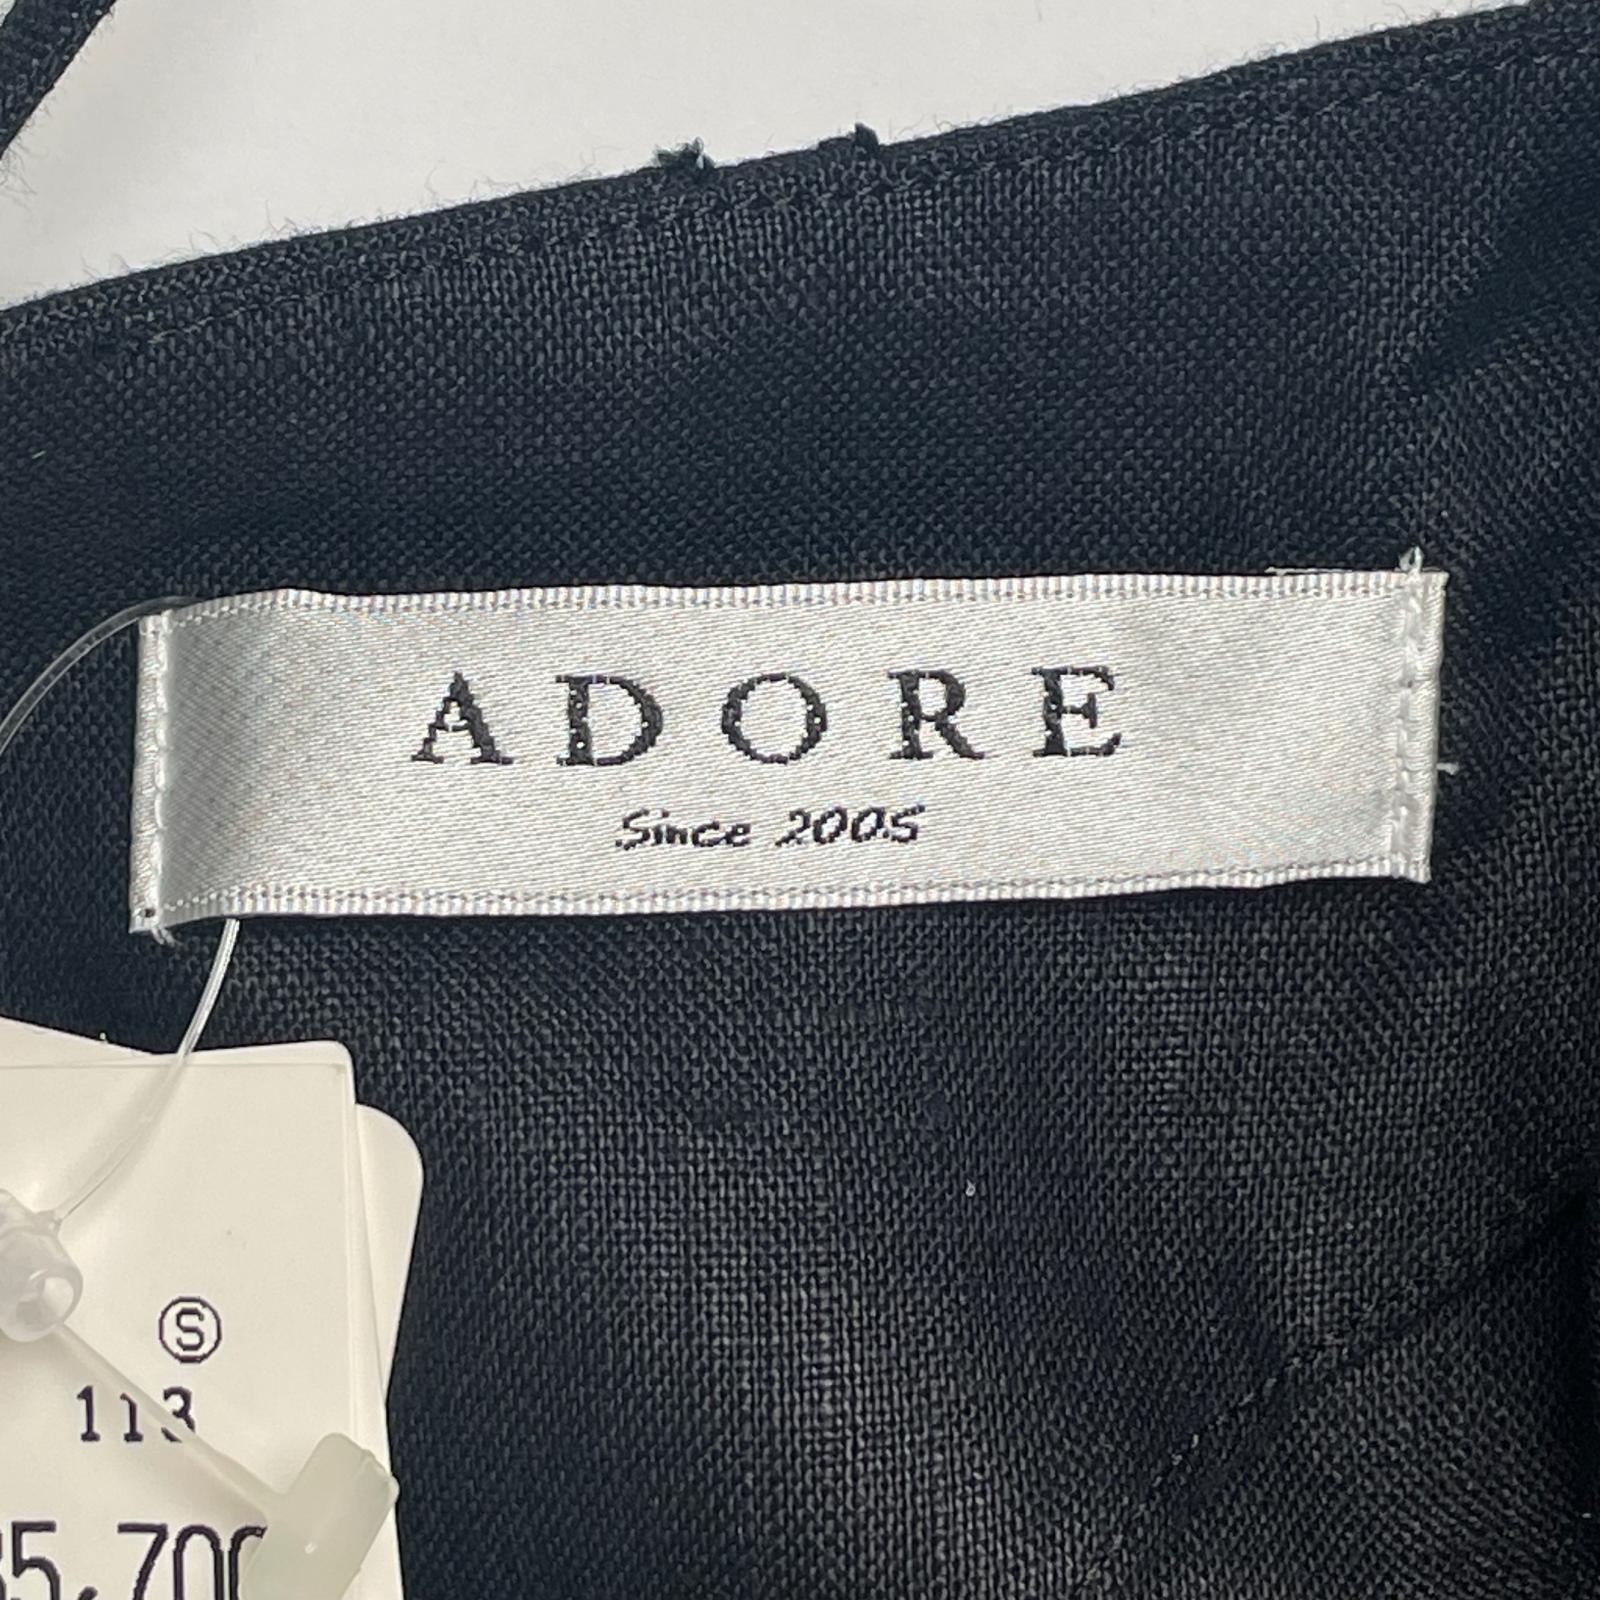 ADORE
Since 2005
Ⓢ
113